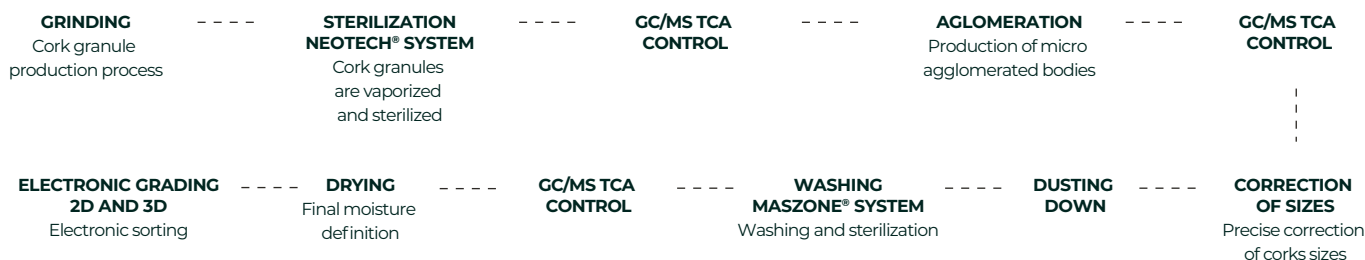 GRINDING
Cork granule
production process
STERILIZATION
NEOTECH® SYSTEM
Cork granules
are vaporized
and sterilized
GC/MS TCA
CONTROL
AGLOMERATION
Production of micro
agglomerated bodies
GC/MS TCA
CONTROL
CORRECTION
OF SIZES
Precise correction
of corks sizes
DUSTING
DOWN
WASHING
MASZONE® SYSTEM
Washing and sterilization
GC/MS TCA
CONTROL
DRYING
Final moisture
definition
ELECTRONIC GRADING
2D AND 3D
Electronic sorting